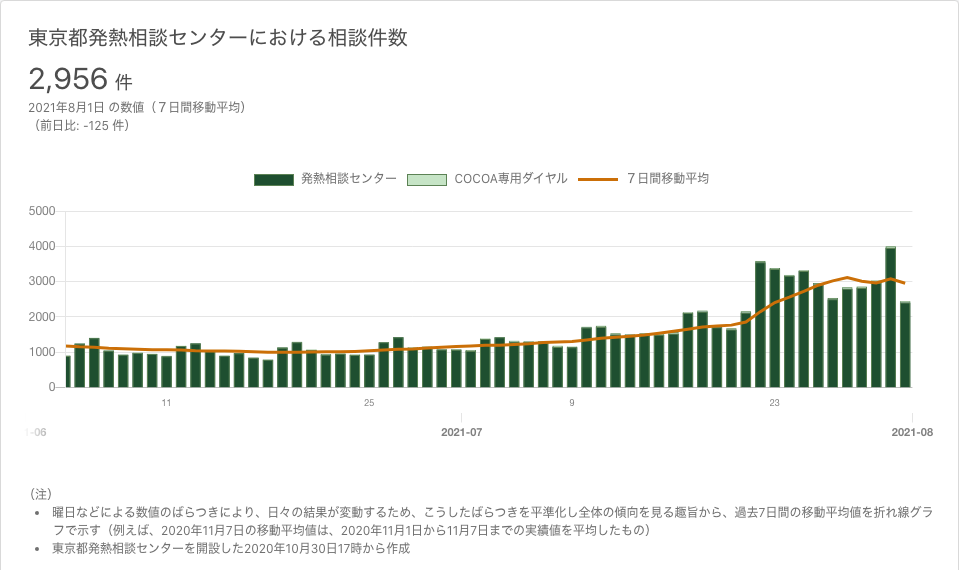 東京都発熱相談センターにおける相談件数
2,956 件
2021年8月1日 の数値（７日間移動平均）
（前日比: -125 件）
発熱相談センター COCOA専用ダイヤル ７日間移動平均
5000
4000
3000
2000
1000
0
11 25 9 23
-06 2021-07 2021-08
（注）
• 曜日などによる数値のばらつきにより、日々の結果が変動するため、こうしたばらつきを平準化し全体の傾向を見る趣旨から、過去7日間の移動平均値を折れ線グラ
フで示す（例えば、2020年11月7日の移動平均値は、2020年11月1日から11月7日までの実績値を平均したもの）
• 東京都発熱相談センターを開設した2020年10月30日17時から作成